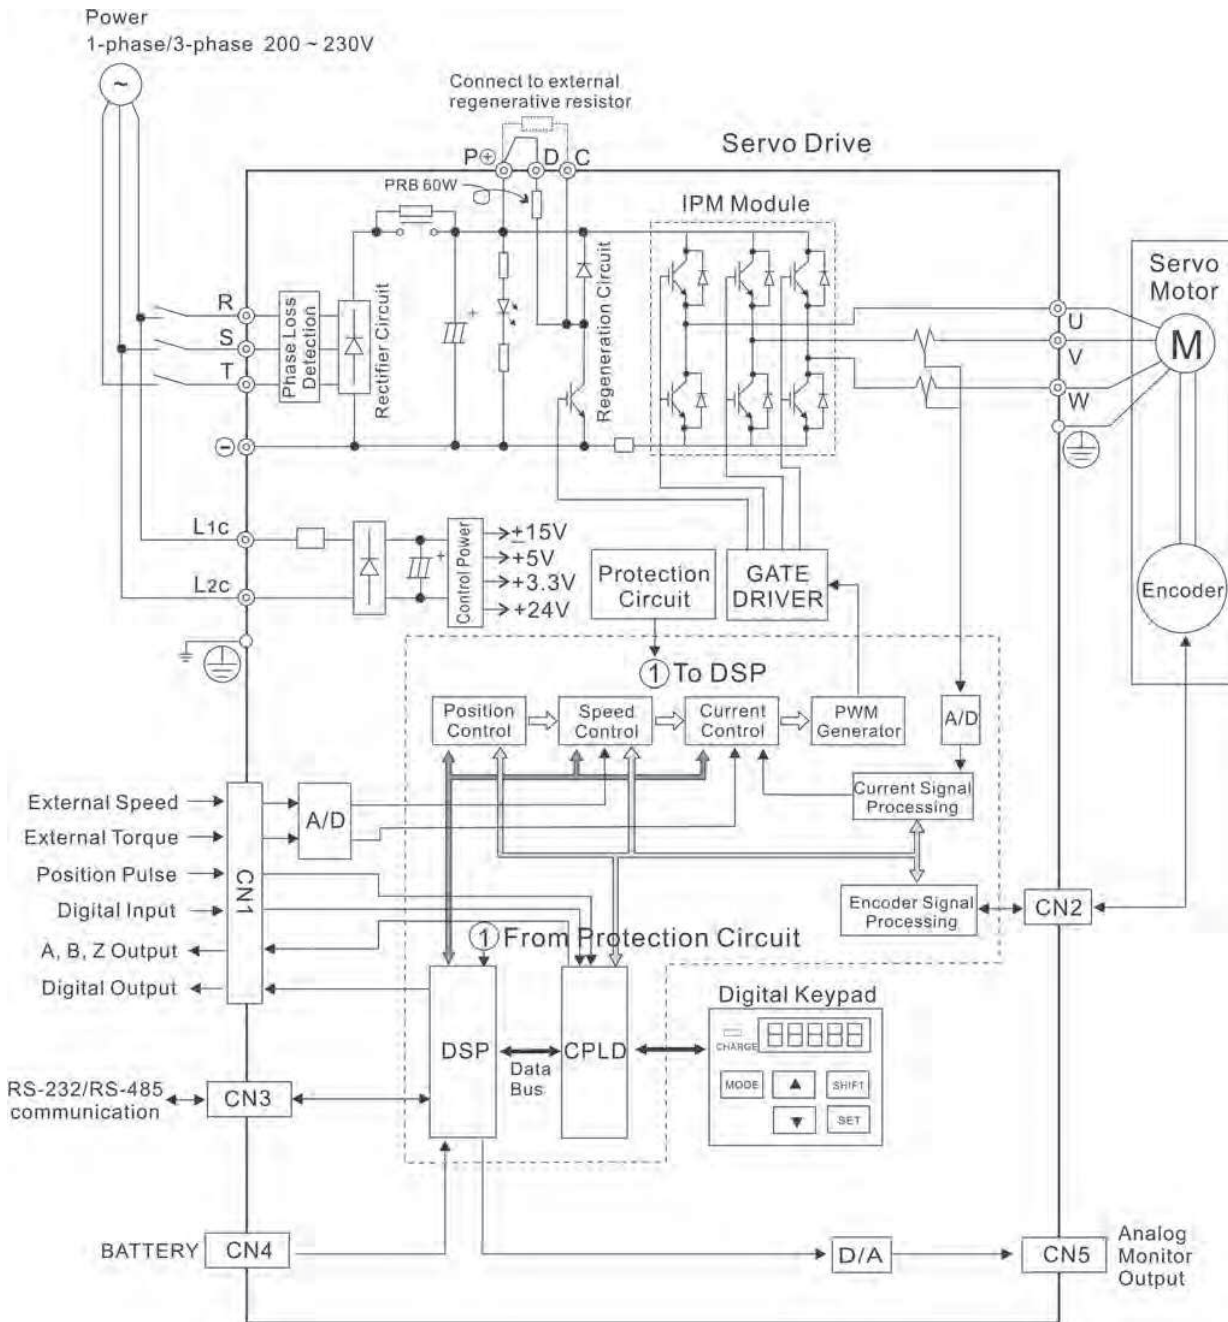 Power
1-phase/3-phase 200 ~ 230V
~
Connect to external
regenerative resistor
Servo Drive
P⊕
D
C
PRB 60W
IPM Module
Regeneration Circuit
+
Servo
Motor
R
S
T
Phase Loss
Detection
Rectifier Circuit
U
V
W
M
⊖
L1c
L2c
+
Control Power
±15V
+5V
+3.3V
+24V
Protection
Circuit
GATE
DRIVER
Encoder
① To DSP
Position
Control
Speed
Control
Current
Control
PWM
Generator
A/D
Current Signal
Processing
Encoder Signal
Processing
CN2
External Speed
External Torque
Position Pulse
Digital Input
A, B, Z Output
Digital Output
CN1
A/D
① From Protection Circuit
DSP
Data
Bus
CPLD
Digital Keypad
CHARGE
88888
MODE
▲
SHIFT
▼
SET
RS-232/RS-485
communication
CN3
BATTERY
CN4
D/A
CN5
Analog
Monitor
Output